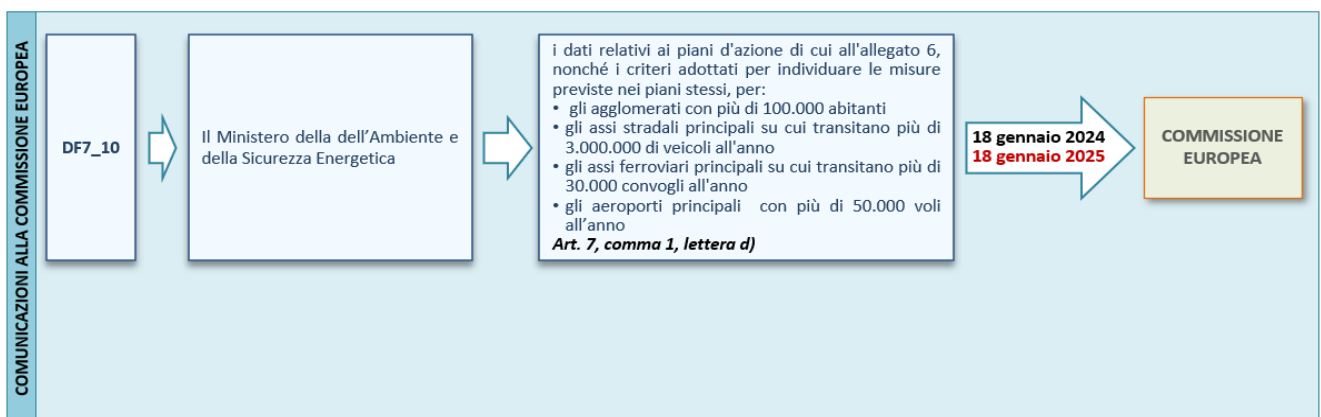 COMUNICAZIONI ALLA COMMISSIONE EUROPEA
DF7_10
Il Ministero della dell'Ambiente e
della Sicurezza Energetica
i dati relativi ai piani d'azione di cui all'allegato 6,
nonché i criteri adottati per individuare le misure
previste nei piani stessi, per:
• gli agglomerati con più di 100.000 abitanti
• gli assi stradali principali su cui transitano più di
3.000.000 di veicoli all'anno
• gli assi ferroviari principali su cui transitano più di
30.000 convogli all'anno
• gli aeroporti principali con più di 50.000 voli
all'anno
Art. 7, comma 1, lettera d)
18 gennaio 2024
18 gennaio 2025
COMMISSIONE
EUROPEA